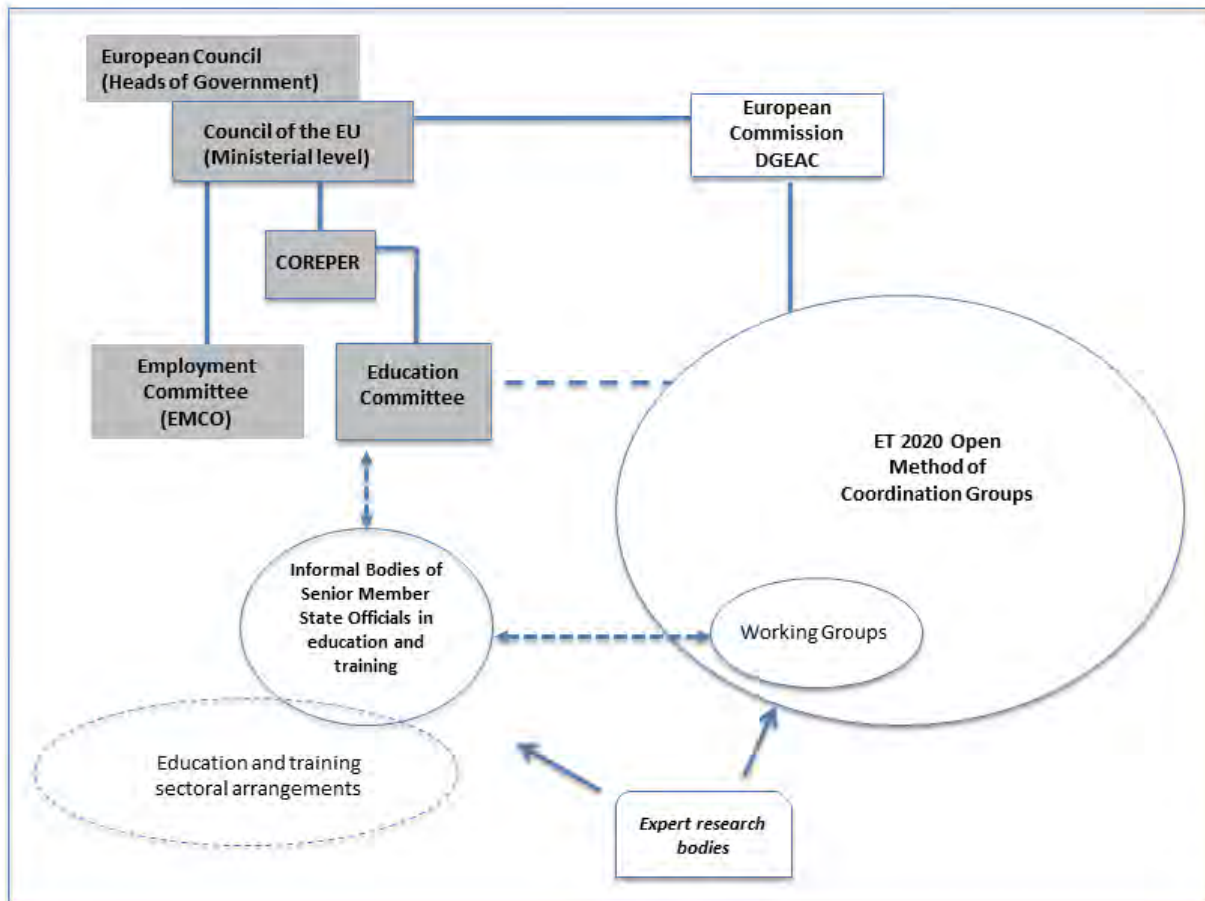 European Council
(Heads of Government)
Council of the EU
(Ministerial level)
European
Commission
DGEAC
COREPER
Employment
Committee
(EMCO)
Education
Committee
ET 2020 Open
Method of
Coordination Groups
Informal Bodies of
Senior Member
State Officials in
education and
training
Working Groups
Education and training
sectoral arrangements
Expert research
bodies